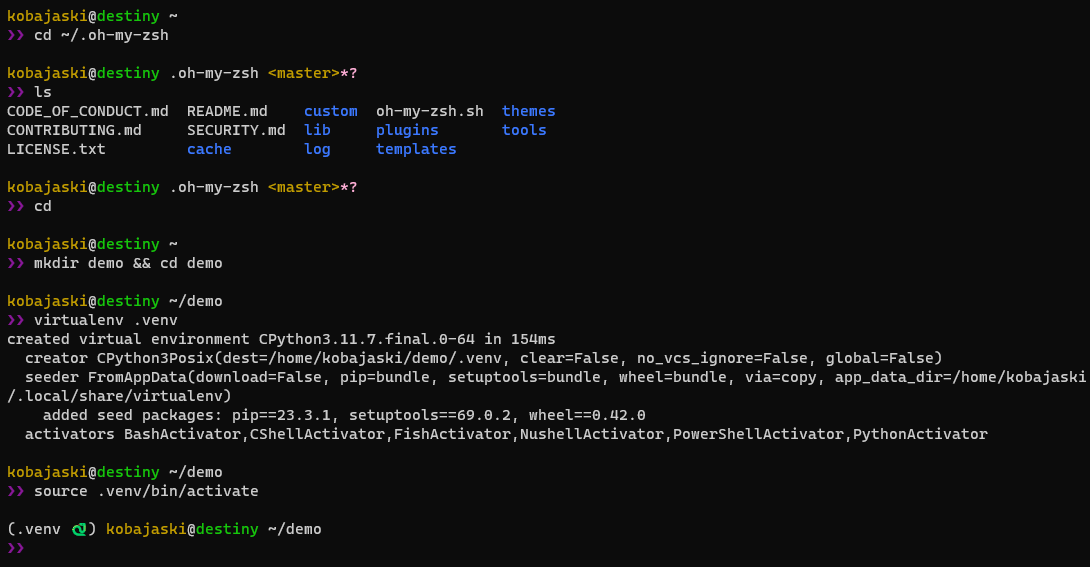 kobajaski@destiny ~
❯❯ cd ~/.oh-my-zsh
kobajaski@destiny .oh-my-zsh <master>*?
❯❯ ls
CODE_OF_CONDUCT.md  README.md    custom  oh-my-zsh.sh  themes
CONTRIBUTING.md     SECURITY.md  lib     plugins       tools
LICENSE.txt         cache        log     templates
kobajaski@destiny .oh-my-zsh <master>*?
❯❯ cd
kobajaski@destiny ~
❯❯ mkdir demo && cd demo
kobajaski@destiny ~/demo
❯❯ virtualenv .venv
created virtual environment CPython3.11.7.final.0-64 in 154ms
  creator CPython3Posix(dest=/home/kobajaski/demo/.venv, clear=False, no_vcs_ignore=False, global=False)
  seeder FromAppData(download=False, pip=bundle, setuptools=bundle, wheel=bundle, via=copy, app_data_dir=/home/kobajaski
/.local/share/virtualenv)
    added seed packages: pip==23.3.1, setuptools==69.0.2, wheel==0.42.0
  activators BashActivator,CShellActivator,FishActivator,NushellActivator,PowerShellActivator,PythonActivator
kobajaski@destiny ~/demo
❯❯ source .venv/bin/activate
(.venv 🐍) kobajaski@destiny ~/demo
❯❯